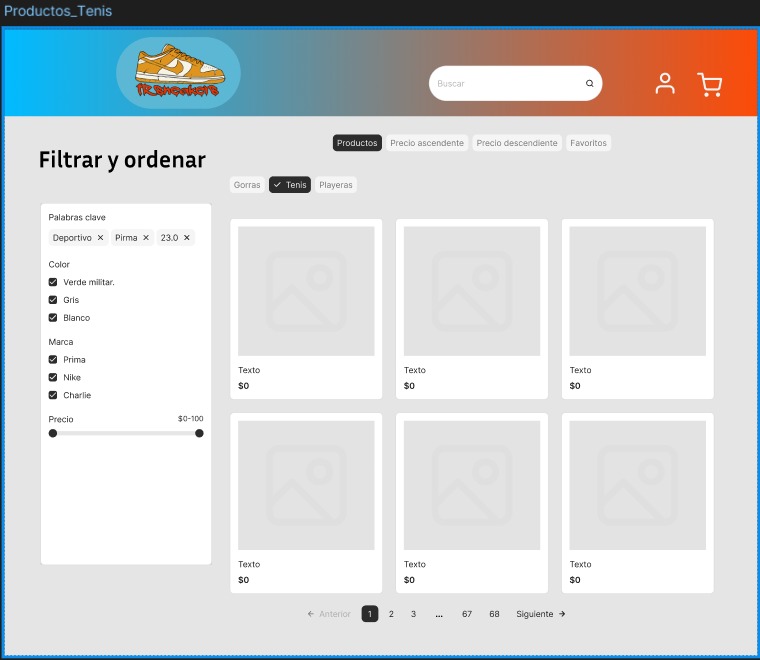 Productos_Tenis
TRSneakers
Buscar
Productos Precio ascendente Precio descendiente Favoritos
Filtrar y ordenar
Gorras Tenis Playeras
Palabras clave
Deportivo Pirma 23.0
Color
Verde militar.
Gris
Blanco
Marca
Prima
Nike
Charlie
Precio $0-100
Texto Texto Texto
$0 $0 $0
Texto Texto Texto
$0 $0 $0
← Anterior 1 2 3 ... 67 68 Siguiente →